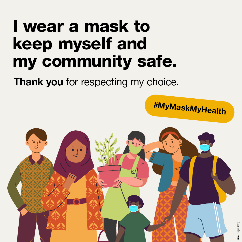 I wear a mask to
keep myself and
my community safe.
Thank you for respecting my choice.
#MyMaskMyHealth